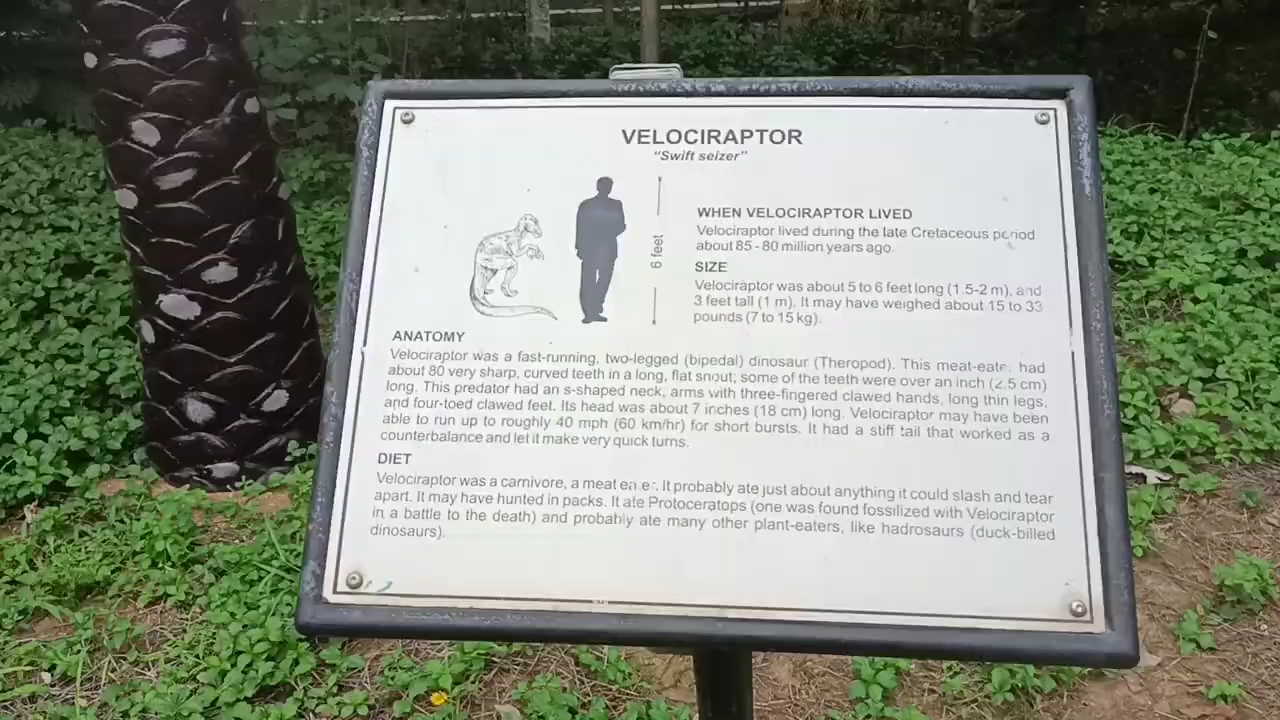 VELOCIRAPTOR
“Swift seizer”
6 feet
WHEN VELOCIRAPTOR LIVED
Velociraptor lived during the late Cretaceous period
about 85 - 80 million years ago.
SIZE
Velociraptor was about 5 to 6 feet long (1.5-2 m), and
3 feet tall (1 m). It may have weighed about 15 to 33
pounds (7 to 15 kg).
ANATOMY
Velociraptor was a fast-running, two-legged (bipedal) dinosaur (Theropod). This meat-eater had
about 80 very sharp, curved teeth in a long, flat snout; some of the teeth were over an inch (2.5 cm)
long. This predator had an s-shaped neck, arms with three-fingered clawed hands, long thin legs,
and four-toed clawed feet. Its head was about 7 inches (18 cm) long. Velociraptor may have been
able to run up to roughly 40 mph (60 km/hr) for short bursts. It had a stiff tail that worked as a
counterbalance and let it make very quick turns.
DIET
Velociraptor was a carnivore, a meat eater. It probably ate just about anything it could slash and tear
apart. It may have hunted in packs. It ate Protoceratops (one was found fossilized with Velociraptor
in a battle to the death) and probably ate many other plant-eaters, like hadrosaurs (duck-billed
dinosaurs).